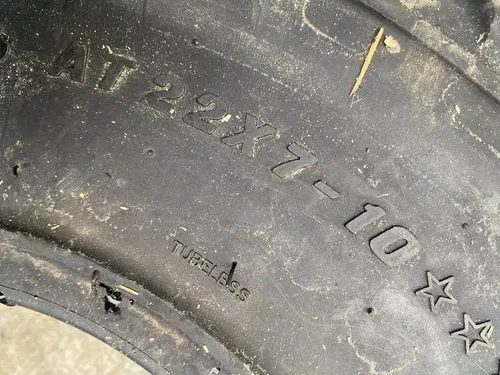 AT 22X7-10 ☆☆
TUBELESS